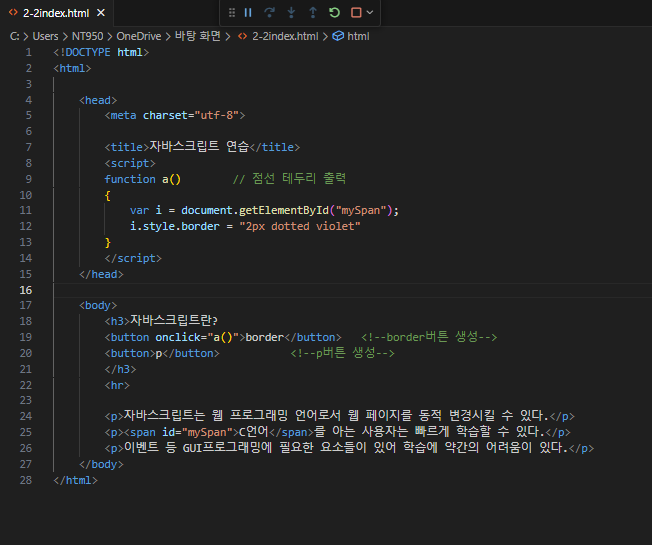 2-2index.html
C: > Users > NT950 > OneDrive > 바탕 화면 > 2-2index.html > html
1 <!DOCTYPE html>
2 <html>
3
4 <head>
5 <meta charset="utf-8">
6
7 <title>자바스크립트 연습</title>
8 <script>
9 function a() // 점선 테두리 출력
10 {
11 var i = document.getElementById("mySpan");
12 i.style.border = "2px dotted violet"
13 }
14 </script>
15 </head>
16
17 <body>
18 <h3>자바스크립트란?
19 <button onclick="a()">border</button> <!--border버튼 생성-->
20 <button>p</button> <!--p버튼 생성-->
21 </h3>
22 <hr>
23
24 <p>자바스크립트는 웹 프로그래밍 언어로서 웹 페이지를 동적 변경시킬 수 있다.</p>
25 <p><span id="mySpan">C언어</span>를 아는 사용자는 빠르게 학습할 수 있다.</p>
26 <p>이벤트 등 GUI프로그래밍에 필요한 요소들이 있어 학습에 약간의 어려움이 있다.</p>
27 </body>
28 </html>